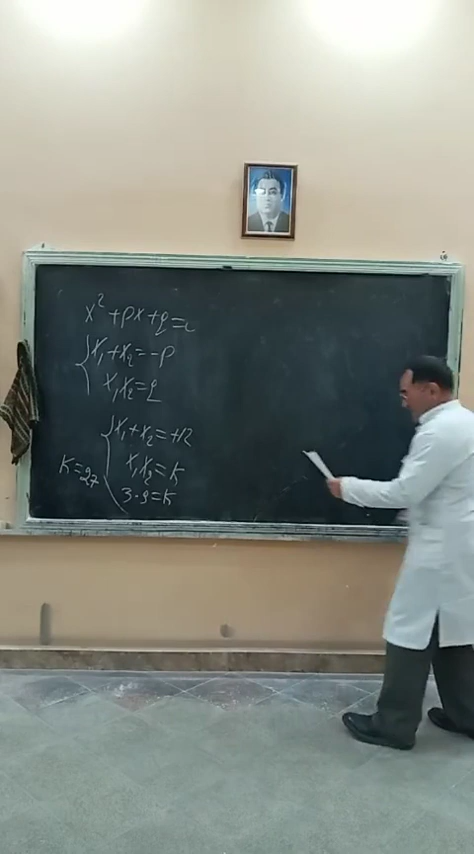 x² + px + q = 0
x₁ + x₂ = -p
x₁x₂ = q
x₁ + x₂ = +12
x₁x₂ = k
3 · 9 = k
k = 27